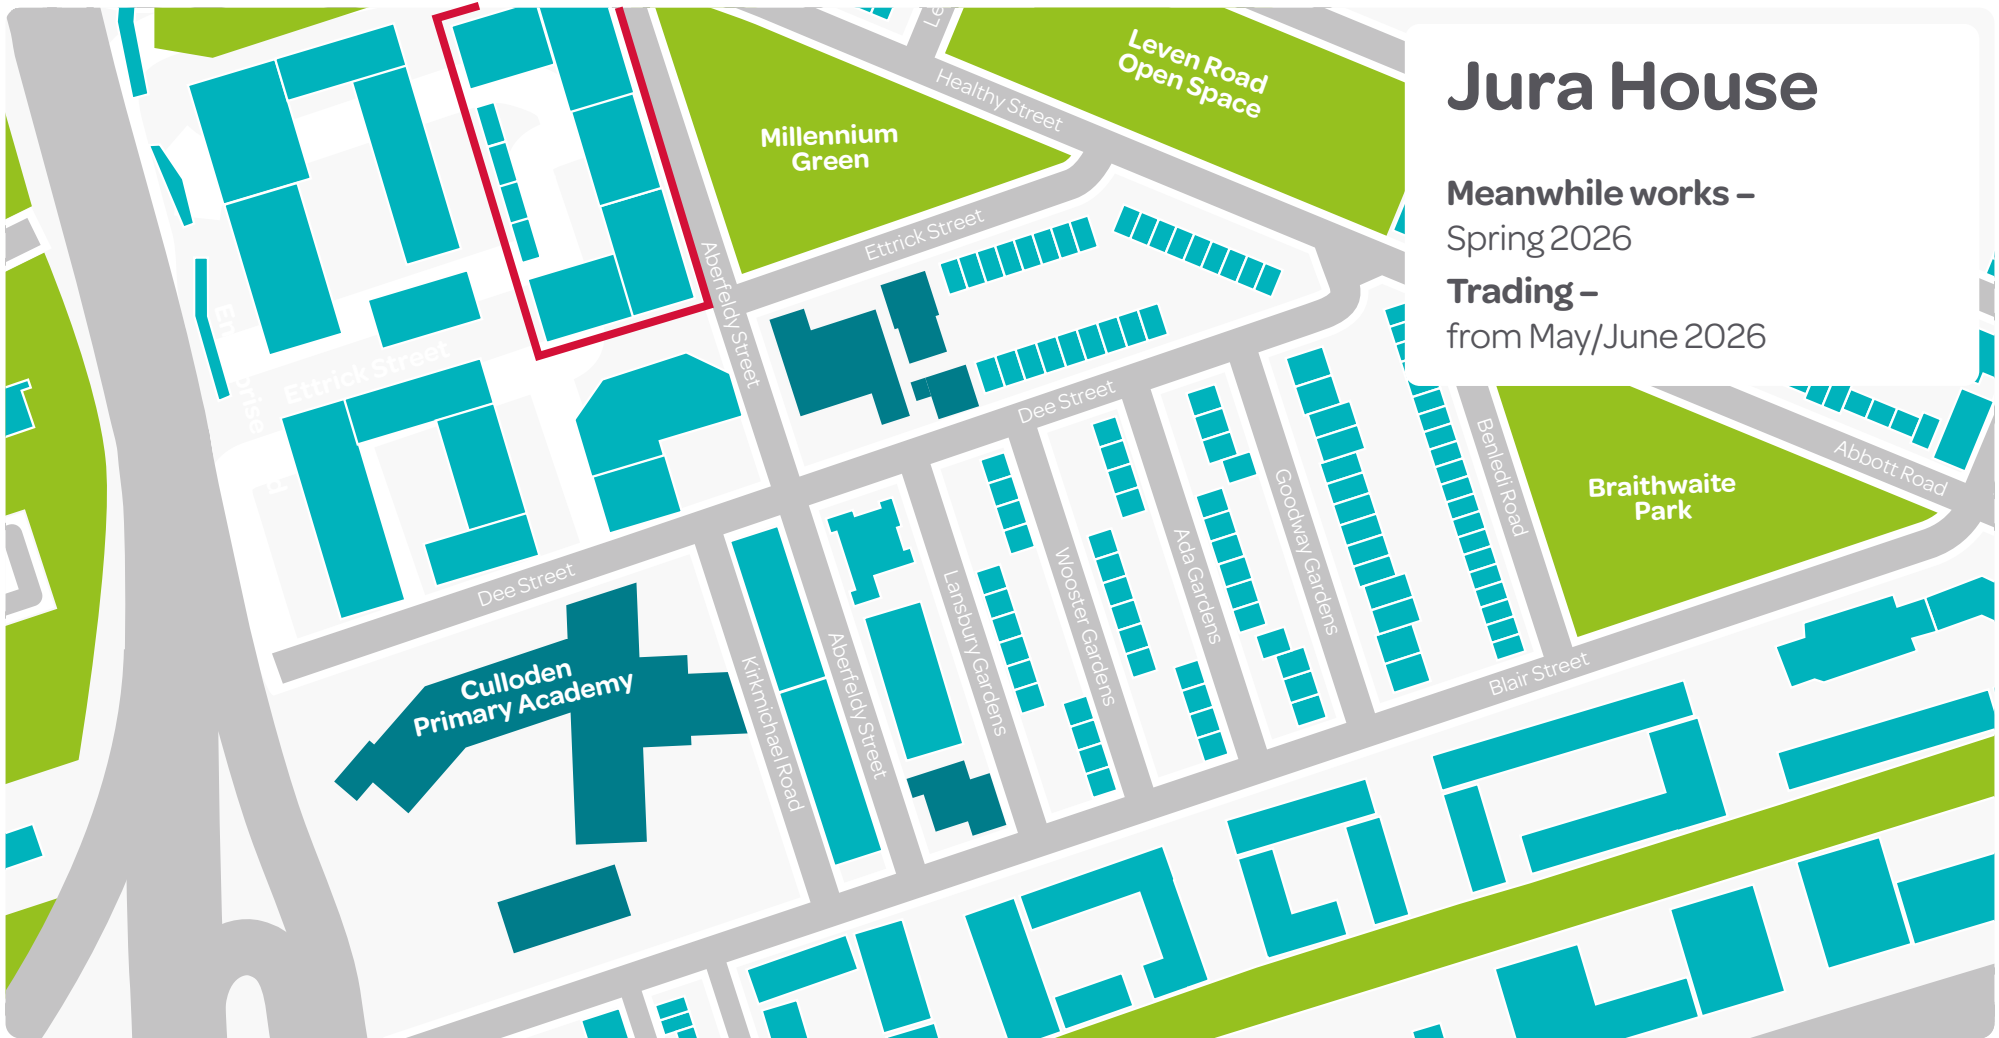 Jura House
Meanwhile works –
Spring 2026
Trading –
from May/June 2026
Le
Leven Road
Open Space
Healthy Street
Millennium
Green
Ettrick Street
Aberfeldy Street
Ettrick Street
Dee Street
Dee Street
Culloden
Primary Academy
Kirkmichael Road
Aberfeldy Street
Lansbury Gardens
Wooster Gardens
Ada Gardens
Goodway Gardens
Benledi Road
Braithwaite
Park
Abbott Road
Blair Street